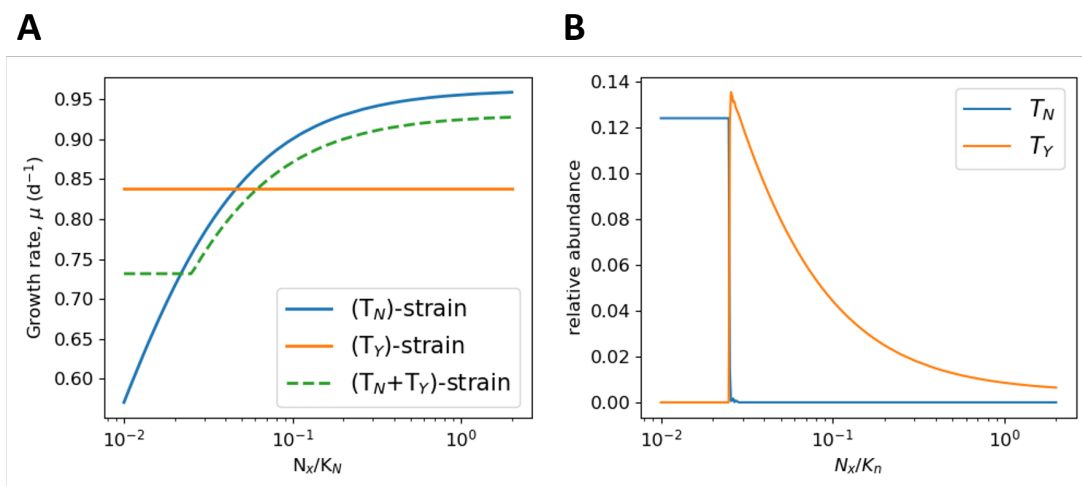 A
B
0.95
0.90
0.85
0.80
0.75
0.70
0.65
0.60
Growth rate, μ (d⁻¹)
(T_N)-strain
(T_Y)-strain
(T_N+T_Y)-strain
10⁻²
10⁻¹
10⁰
N_x/K_N
0.14
0.12
0.10
0.08
0.06
0.04
0.02
0.00
relative abundance
T_N
T_Y
10⁻²
10⁻¹
10⁰
N_x/K_n